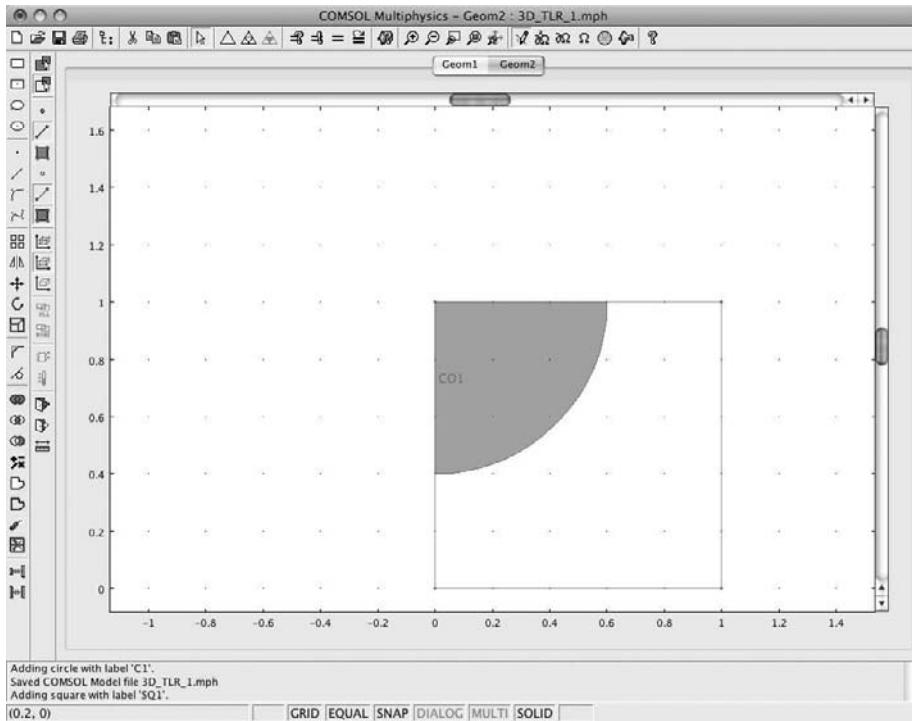 COMSOL Multiphysics - Geom2 : 3D_TLR_1.mph
Geom1 Geom2
1.6
1.4
1.2
1
0.8
0.6
0.4
0.2
0
CO1
-1 -0.8 -0.6 -0.4 -0.2 0 0.2 0.4 0.6 0.8 1 1.2 1.4
Adding circle with label 'C1'.
Saved COMSOL Model file 3D_TLR_1.mph
Adding square with label 'SQ1'.
(0.2, 0) GRID EQUAL SNAP DIALOG MULTI SOLID